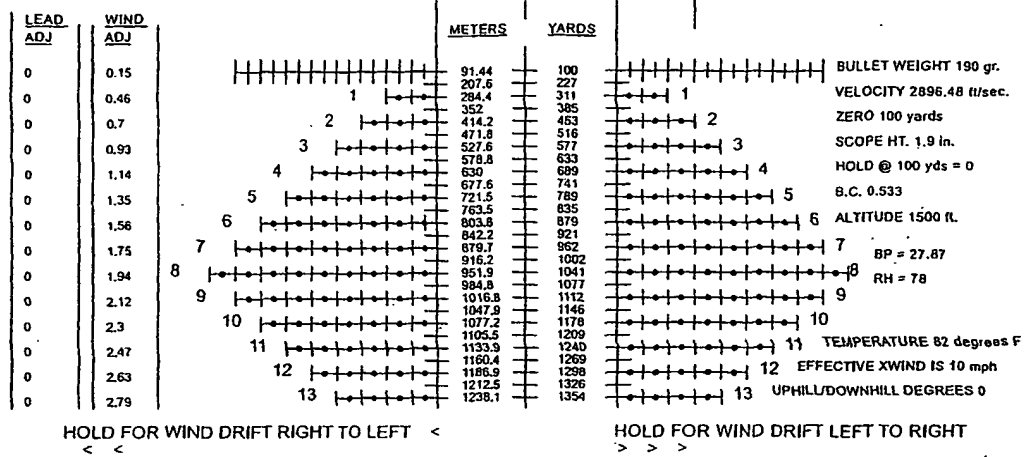 LEAD ADJ WIND ADJ METERS YARDS
0 0.15 91.44 100 BULLET WEIGHT 190 gr.
207.6 227
0 0.46 1 284.4 311 1 VELOCITY 2896.48 ft/sec.
352 385
0 0.7 2 414.2 453 2 ZERO 100 yards
471.8 516
0 0.93 3 527.6 577 3 SCOPE HT. 1.9 in.
578.8 633
0 1.14 4 630 689 4 HOLD @ 100 yds = 0
677.6 741
0 1.35 5 721.5 789 5 B.C. 0.533
763.5 835
0 1.56 6 803.8 879 6 ALTITUDE 1500 ft.
842.2 921
0 1.75 7 879.7 962 7 BP = 27.87
916.2 1002
0 1.94 8 951.9 1041 8 RH = 78
984.8 1077
0 2.12 9 1016.8 1112 9
1047.9 1146
0 2.3 10 1077.2 1178 10
1105.5 1209
0 2.47 11 1133.9 1240 11 TEMPERATURE 82 degrees F
1160.4 1269
0 2.63 12 1186.9 1298 12 EFFECTIVE XWIND IS 10 mph
1212.5 1326
0 2.79 13 1238.1 1354 13 UPHILL/DOWNHILL DEGREES 0
HOLD FOR WIND DRIFT RIGHT TO LEFT < HOLD FOR WIND DRIFT LEFT TO RIGHT
< < > > >